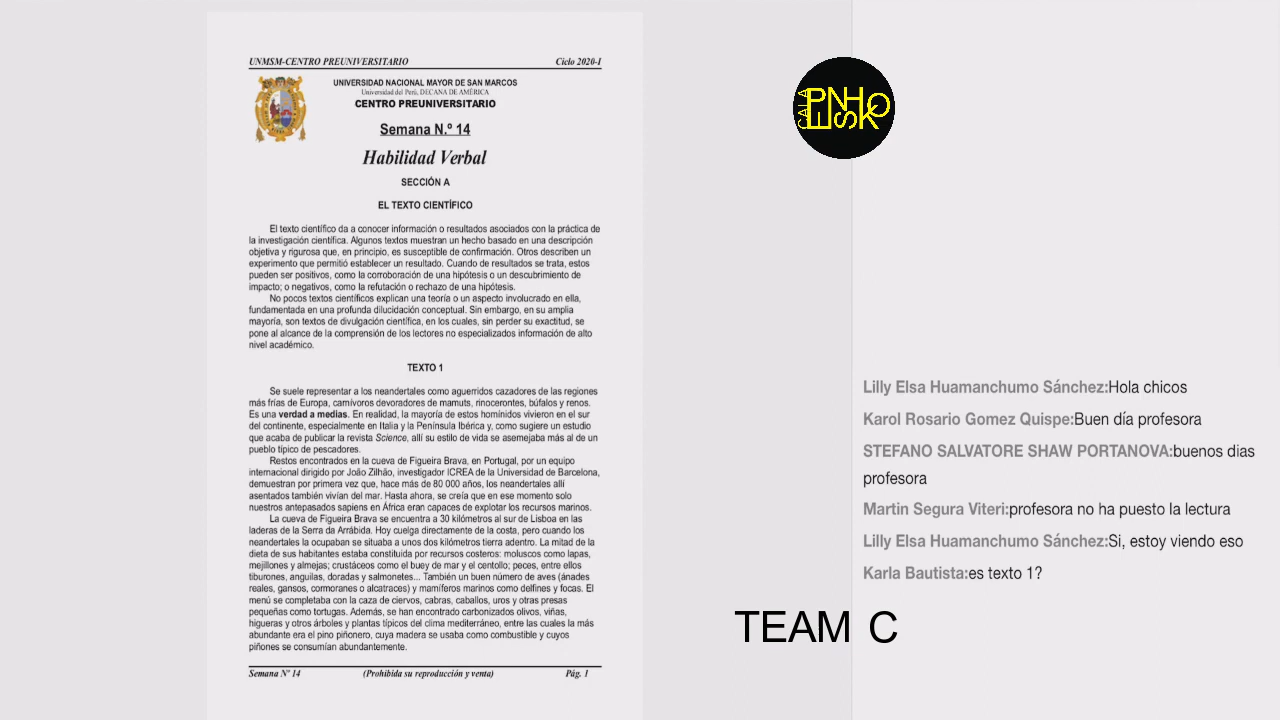 UNMSM-CENTRO PREUNIVERSITARIO Ciclo 2020-I
UNIVERSIDAD NACIONAL MAYOR DE SAN MARCOS
Universidad del Perú, DECANA DE AMÉRICA
CENTRO PREUNIVERSITARIO
Semana N.º 14
Habilidad Verbal
SECCIÓN A
EL TEXTO CIENTÍFICO
El texto científico da a conocer información o resultados asociados con la práctica de
la investigación científica. Algunos textos muestran un hecho basado en una descripción
objetiva y rigurosa que, en principio, es susceptible de confirmación. Otros describen un
experimento que permitió establecer un resultado. Cuando de resultados se trata, estos
pueden ser positivos, como la corroboración de una hipótesis o un descubrimiento de
impacto; o negativos, como la refutación o rechazo de una hipótesis.
No pocos textos científicos explican una teoría o un aspecto involucrado en ella,
fundamentada en una profunda dilucidación conceptual. Sin embargo, en su amplia
mayoría, son textos de divulgación científica, en los cuales, sin perder su exactitud, se
pone al alcance de la comprensión de los lectores no especializados información de alto
nivel académico.
TEXTO 1
Se suele representar a los neandertales como aguerridos cazadores de las regiones
más frías de Europa, carnívoros devoradores de mamuts, rinocerontes, búfalos y renos.
Es una verdad a medias. En realidad, la mayoría de estos homínidos vivieron en el sur
del continente, especialmente en Italia y la Península Ibérica y, como sugiere un estudio
que acaba de publicar la revista Science, allí su estilo de vida se asemejaba más al de un
pueblo típico de pescadores.
Restos encontrados en la cueva de Figueira Brava, en Portugal, por un equipo
internacional dirigido por João Zilhão, investigador ICREA de la Universidad de Barcelona,
demuestran por primera vez que, hace más de 80 000 años, los neandertales allí
asentados también vivían del mar. Hasta ahora, se creía que en ese momento solo
nuestros antepasados sapiens en África eran capaces de explotar los recursos marinos.
La cueva de Figueira Brava se encuentra a 30 kilómetros al sur de Lisboa en las
laderas de la Serra da Arrábida. Hoy cuelga directamente de la costa, pero cuando los
neandertales la ocupaban se situaba a unos dos kilómetros tierra adentro. La mitad de la
dieta de sus habitantes estaba constituida por recursos costeros: moluscos como lapas,
mejillones y almejas; crustáceos como el buey de mar y el centollo; peces, entre ellos
tiburones, anguilas, doradas y salmonetes... También un buen número de aves (ánades
reales, gansos, cormoranes o alcatraces) y mamíferos marinos como delfines y focas. El
menú se completaba con la caza de ciervos, cabras, caballos, uros y otras presas
pequeñas como tortugas. Además, se han encontrado carbonizados olivos, viñas,
higueras y otros árboles y plantas típicos del clima mediterráneo, entre las cuales la más
abundante era el pino piñonero, cuya madera se usaba como combustible y cuyos
piñones se consumían abundantemente.
Semana Nº 14 (Prohibida su reproducción y venta) Pág. 1
Lilly Elsa Huamanchumo Sánchez:Hola chicos
Karol Rosario Gomez Quispe:Buen día profesora
STEFANO SALVATORE SHAW PORTANOVA:buenos dias
profesora
Martin Segura Viteri:profesora no ha puesto la lectura
Lilly Elsa Huamanchumo Sánchez:Si, estoy viendo eso
Karla Bautista:es texto 1?
TEAM C